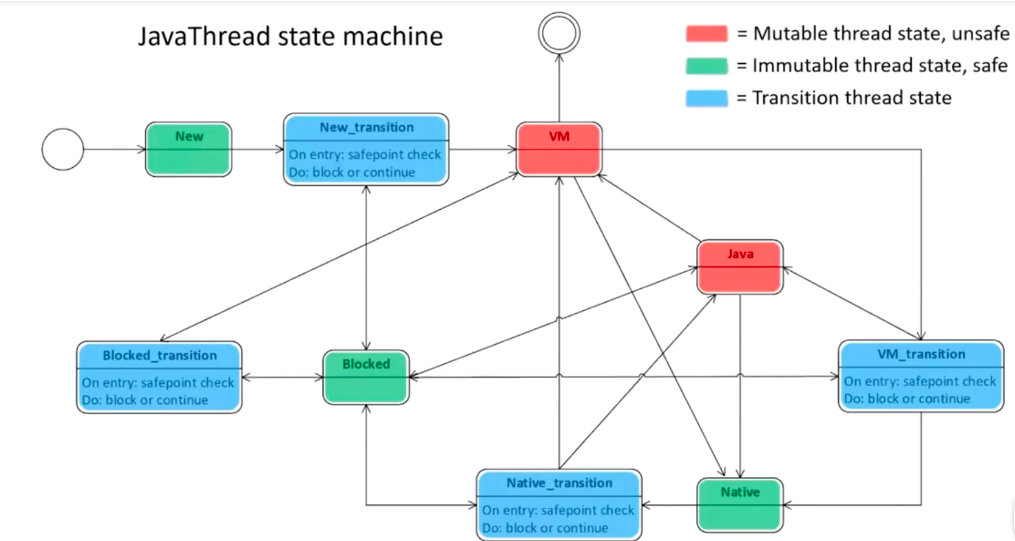 JavaThread state machine
= Mutable thread state, unsafe
= Immutable thread state, safe
= Transition thread state
New
New_transition
On entry: safepoint check
Do: block or continue
VM
Java
Blocked_transition
On entry: safepoint check
Do: block or continue
Blocked
VM_transition
On entry: safepoint check
Do: block or continue
Native_transition
On entry: safepoint check
Do: block or continue
Native